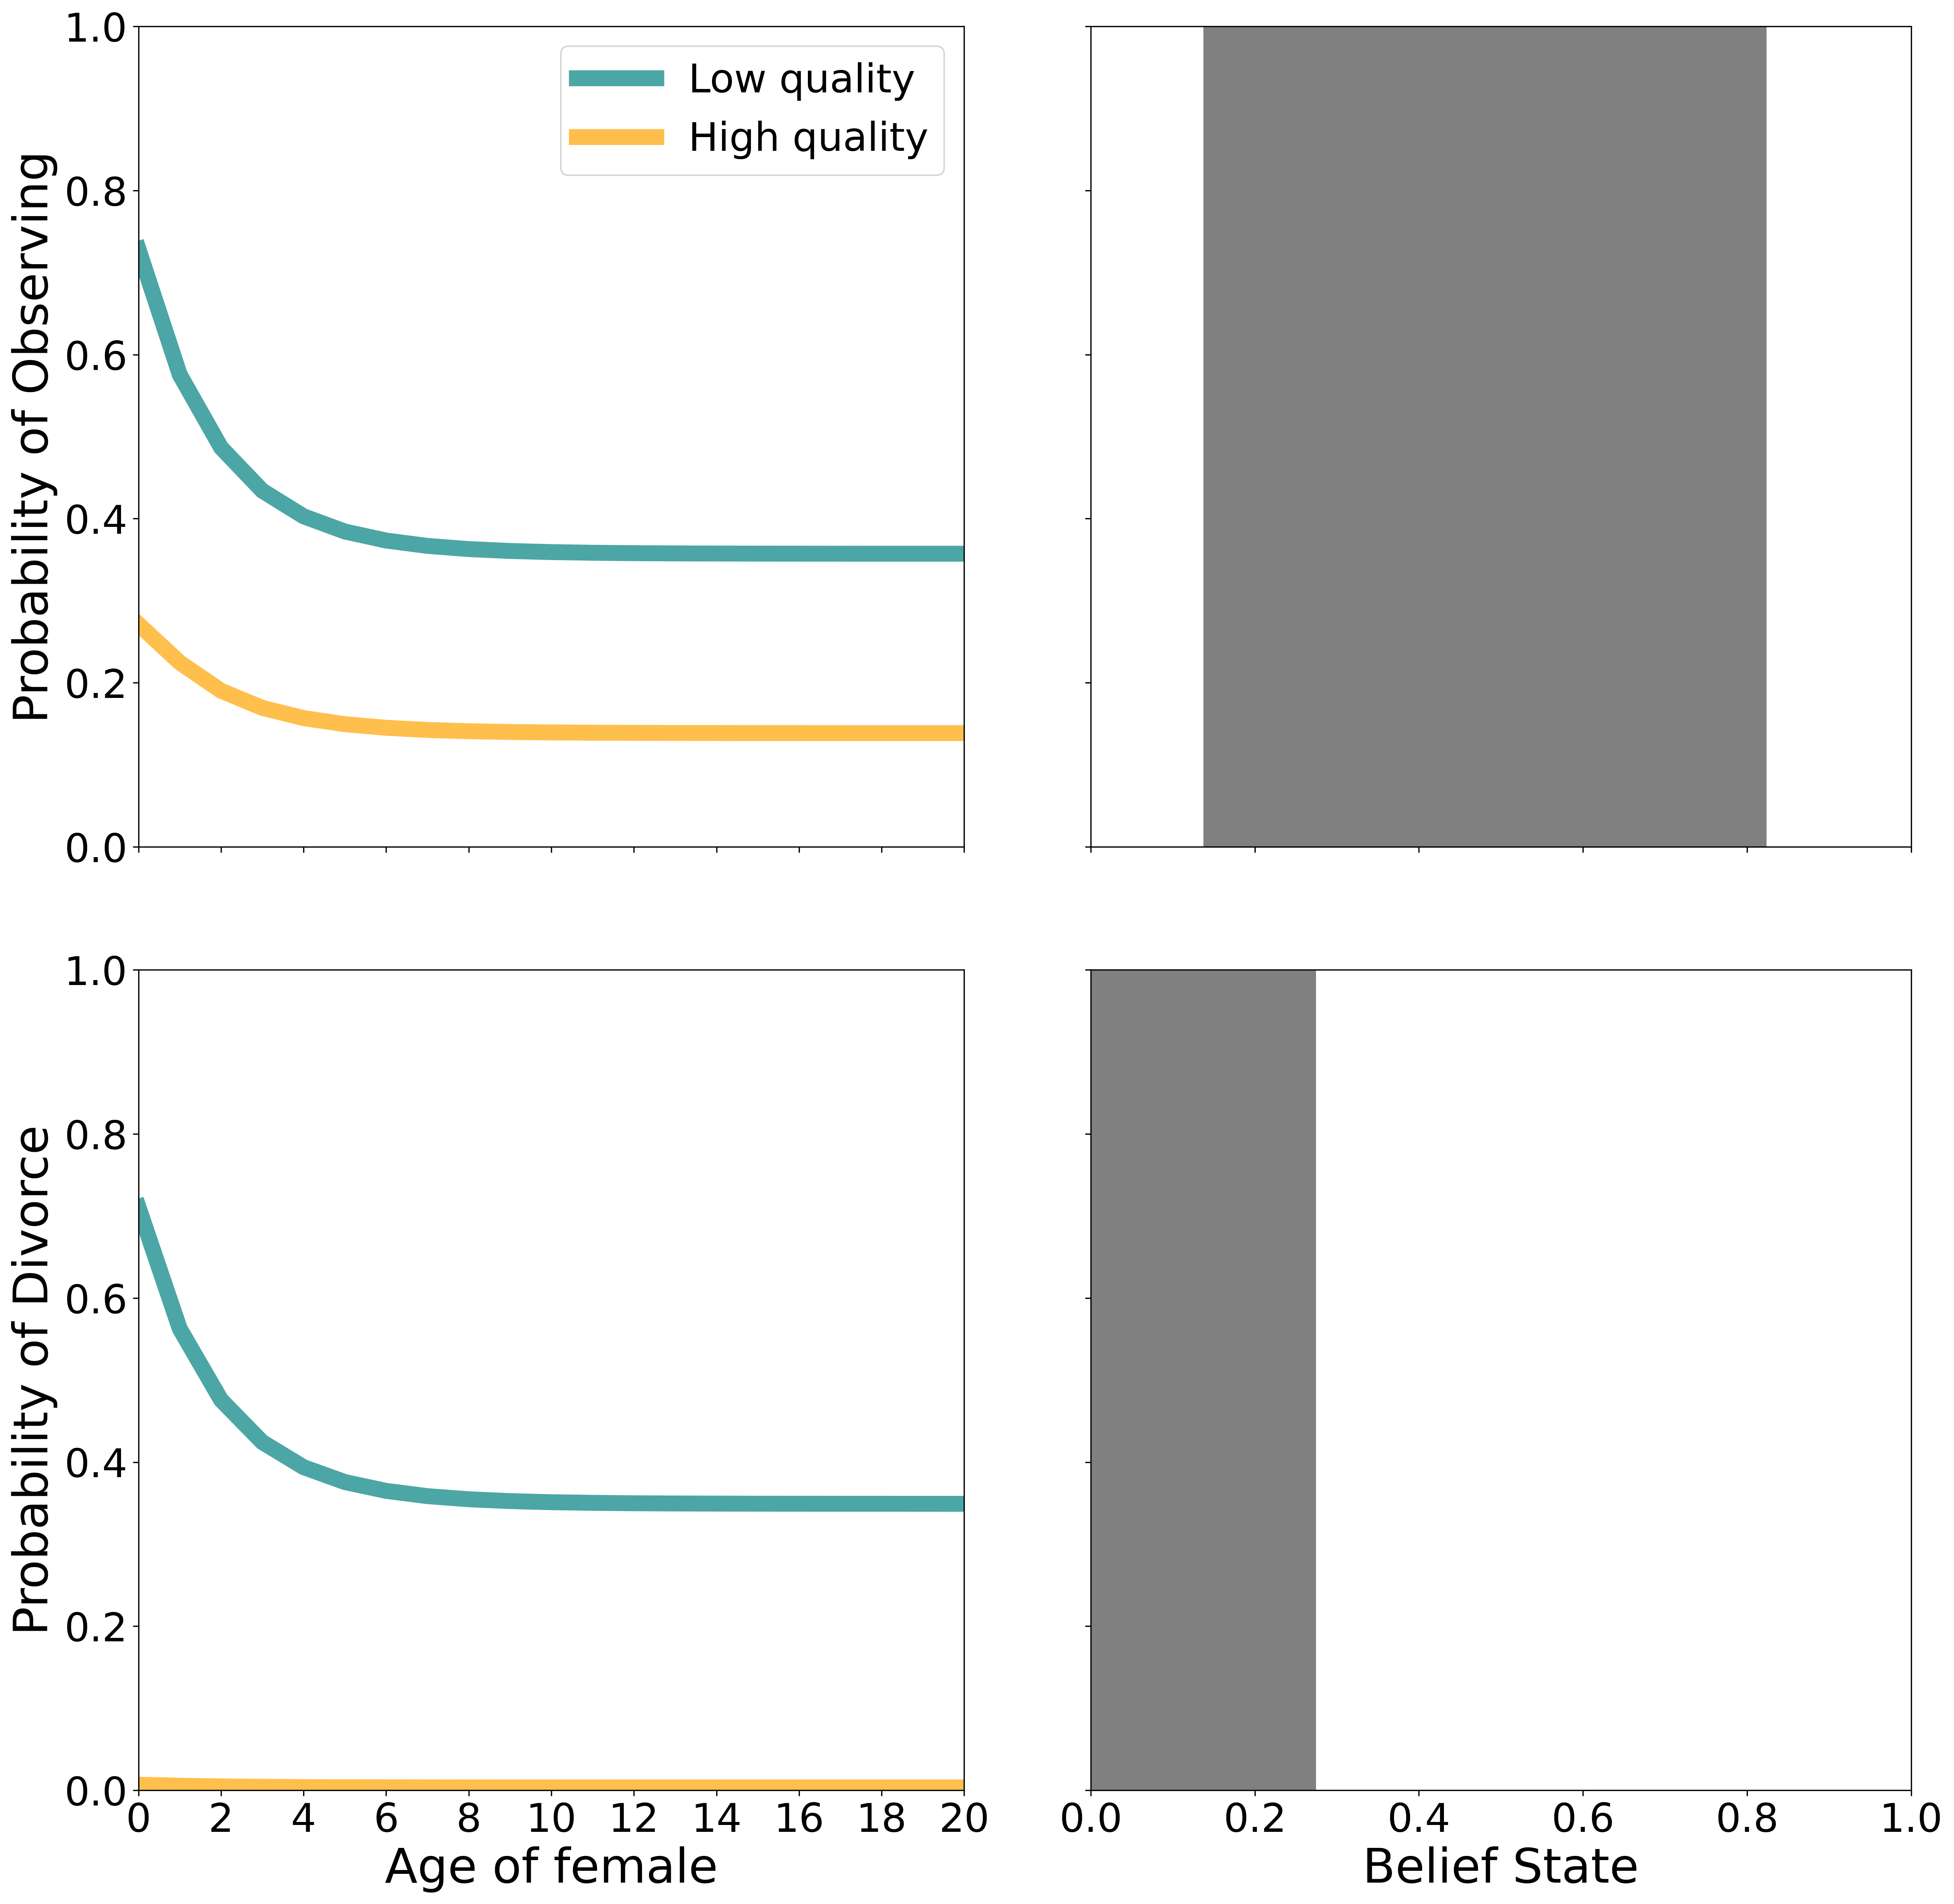 Probability of Observing
1.0
0.8
0.6
0.4
0.2
0.0
Low quality
High quality
Probability of Divorce
1.0
0.8
0.6
0.4
0.2
0.0
0 2 4 6 8 10 12 14 16 18 20
Age of female
0.0 0.2 0.4 0.6 0.8 1.0
Belief State